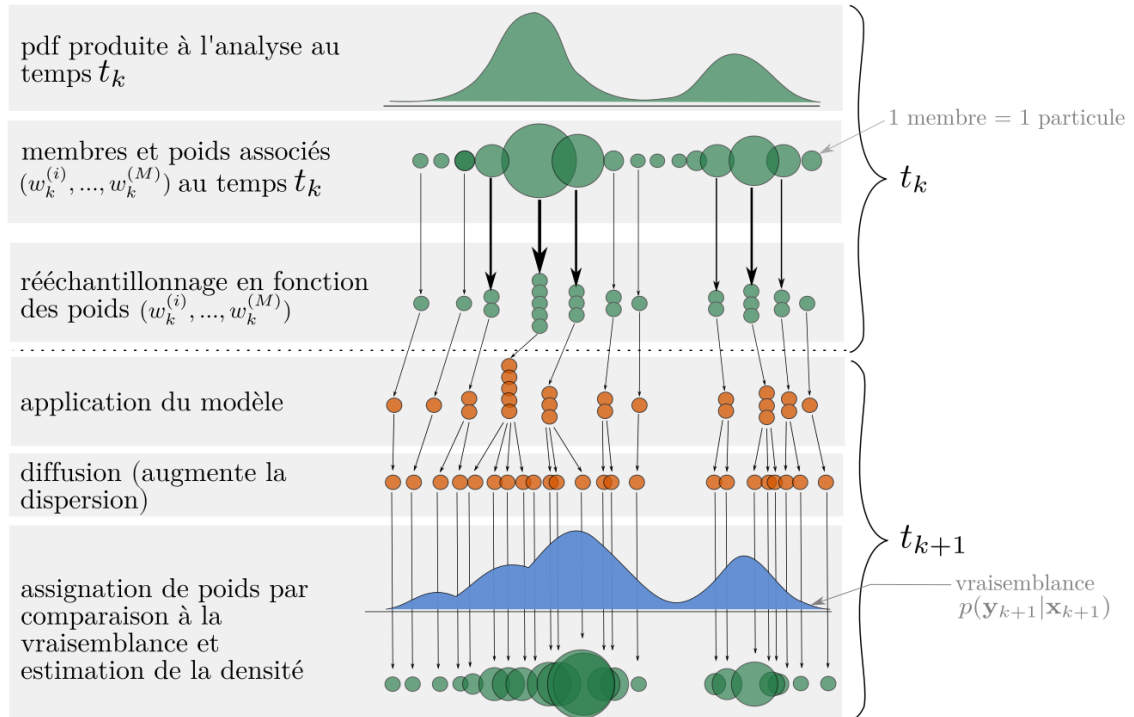 pdf produite à l'analyse au
temps t_k
1 membre = 1 particule
membres et poids associés
(w_k^{(i)}, ..., w_k^{(M)}) au temps t_k
t_k
rééchantillonnage en fonction
des poids (w_k^{(i)}, ..., w_k^{(M)})
application du modèle
diffusion (augmente la
dispersion)
t_{k+1}
assignation de poids par
comparaison à la
vraisemblance et
estimation de la densité
vraisemblance
p(y_{k+1}|x_{k+1})